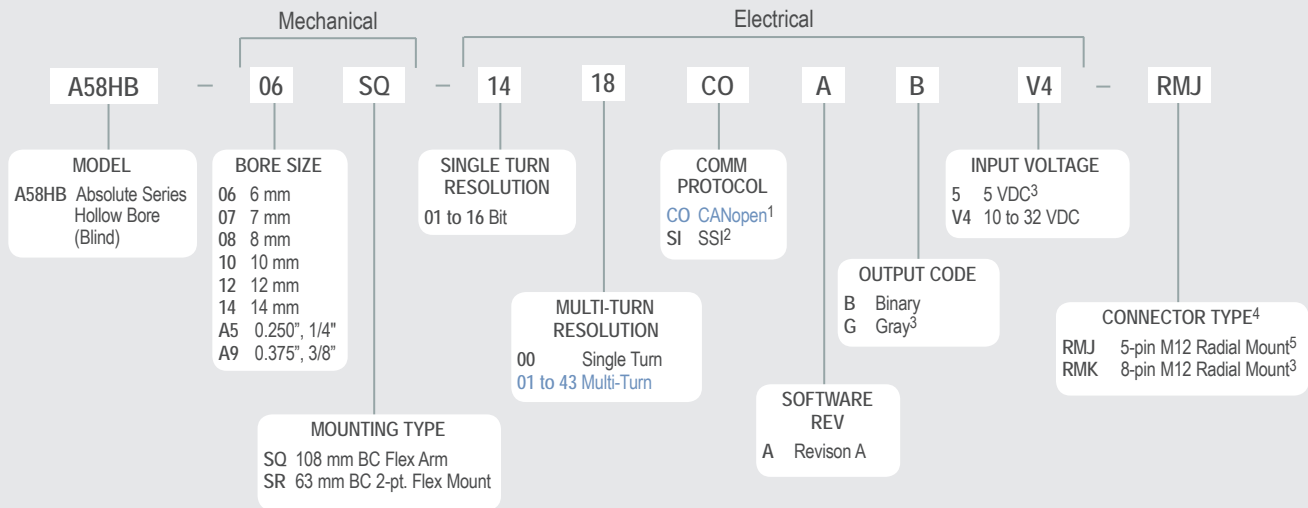 Mechanical
Electrical
A58HB – 06 SQ – 14 18 CO A B V4 – RMJ
MODEL
A58HB Absolute Series
Hollow Bore
(Blind)
BORE SIZE
06 6 mm
07 7 mm
08 8 mm
10 10 mm
12 12 mm
14 14 mm
A5 0.250”, 1/4"
A9 0.375”, 3/8”
MOUNTING TYPE
SQ 108 mm BC Flex Arm
SR 63 mm BC 2-pt. Flex Mount
SINGLE TURN
RESOLUTION
01 to 16 Bit
MULTI-TURN
RESOLUTION
00 Single Turn
01 to 43 Multi-Turn
COMM
PROTOCOL
CO CANopen1
SI SSI2
SOFTWARE
REV
A Revison A
OUTPUT CODE
B Binary
G Gray3
INPUT VOLTAGE
5 5 VDC3
V4 10 to 32 VDC
CONNECTOR TYPE4
RMJ 5-pin M12 Radial Mount5
RMK 8-pin M12 Radial Mount3